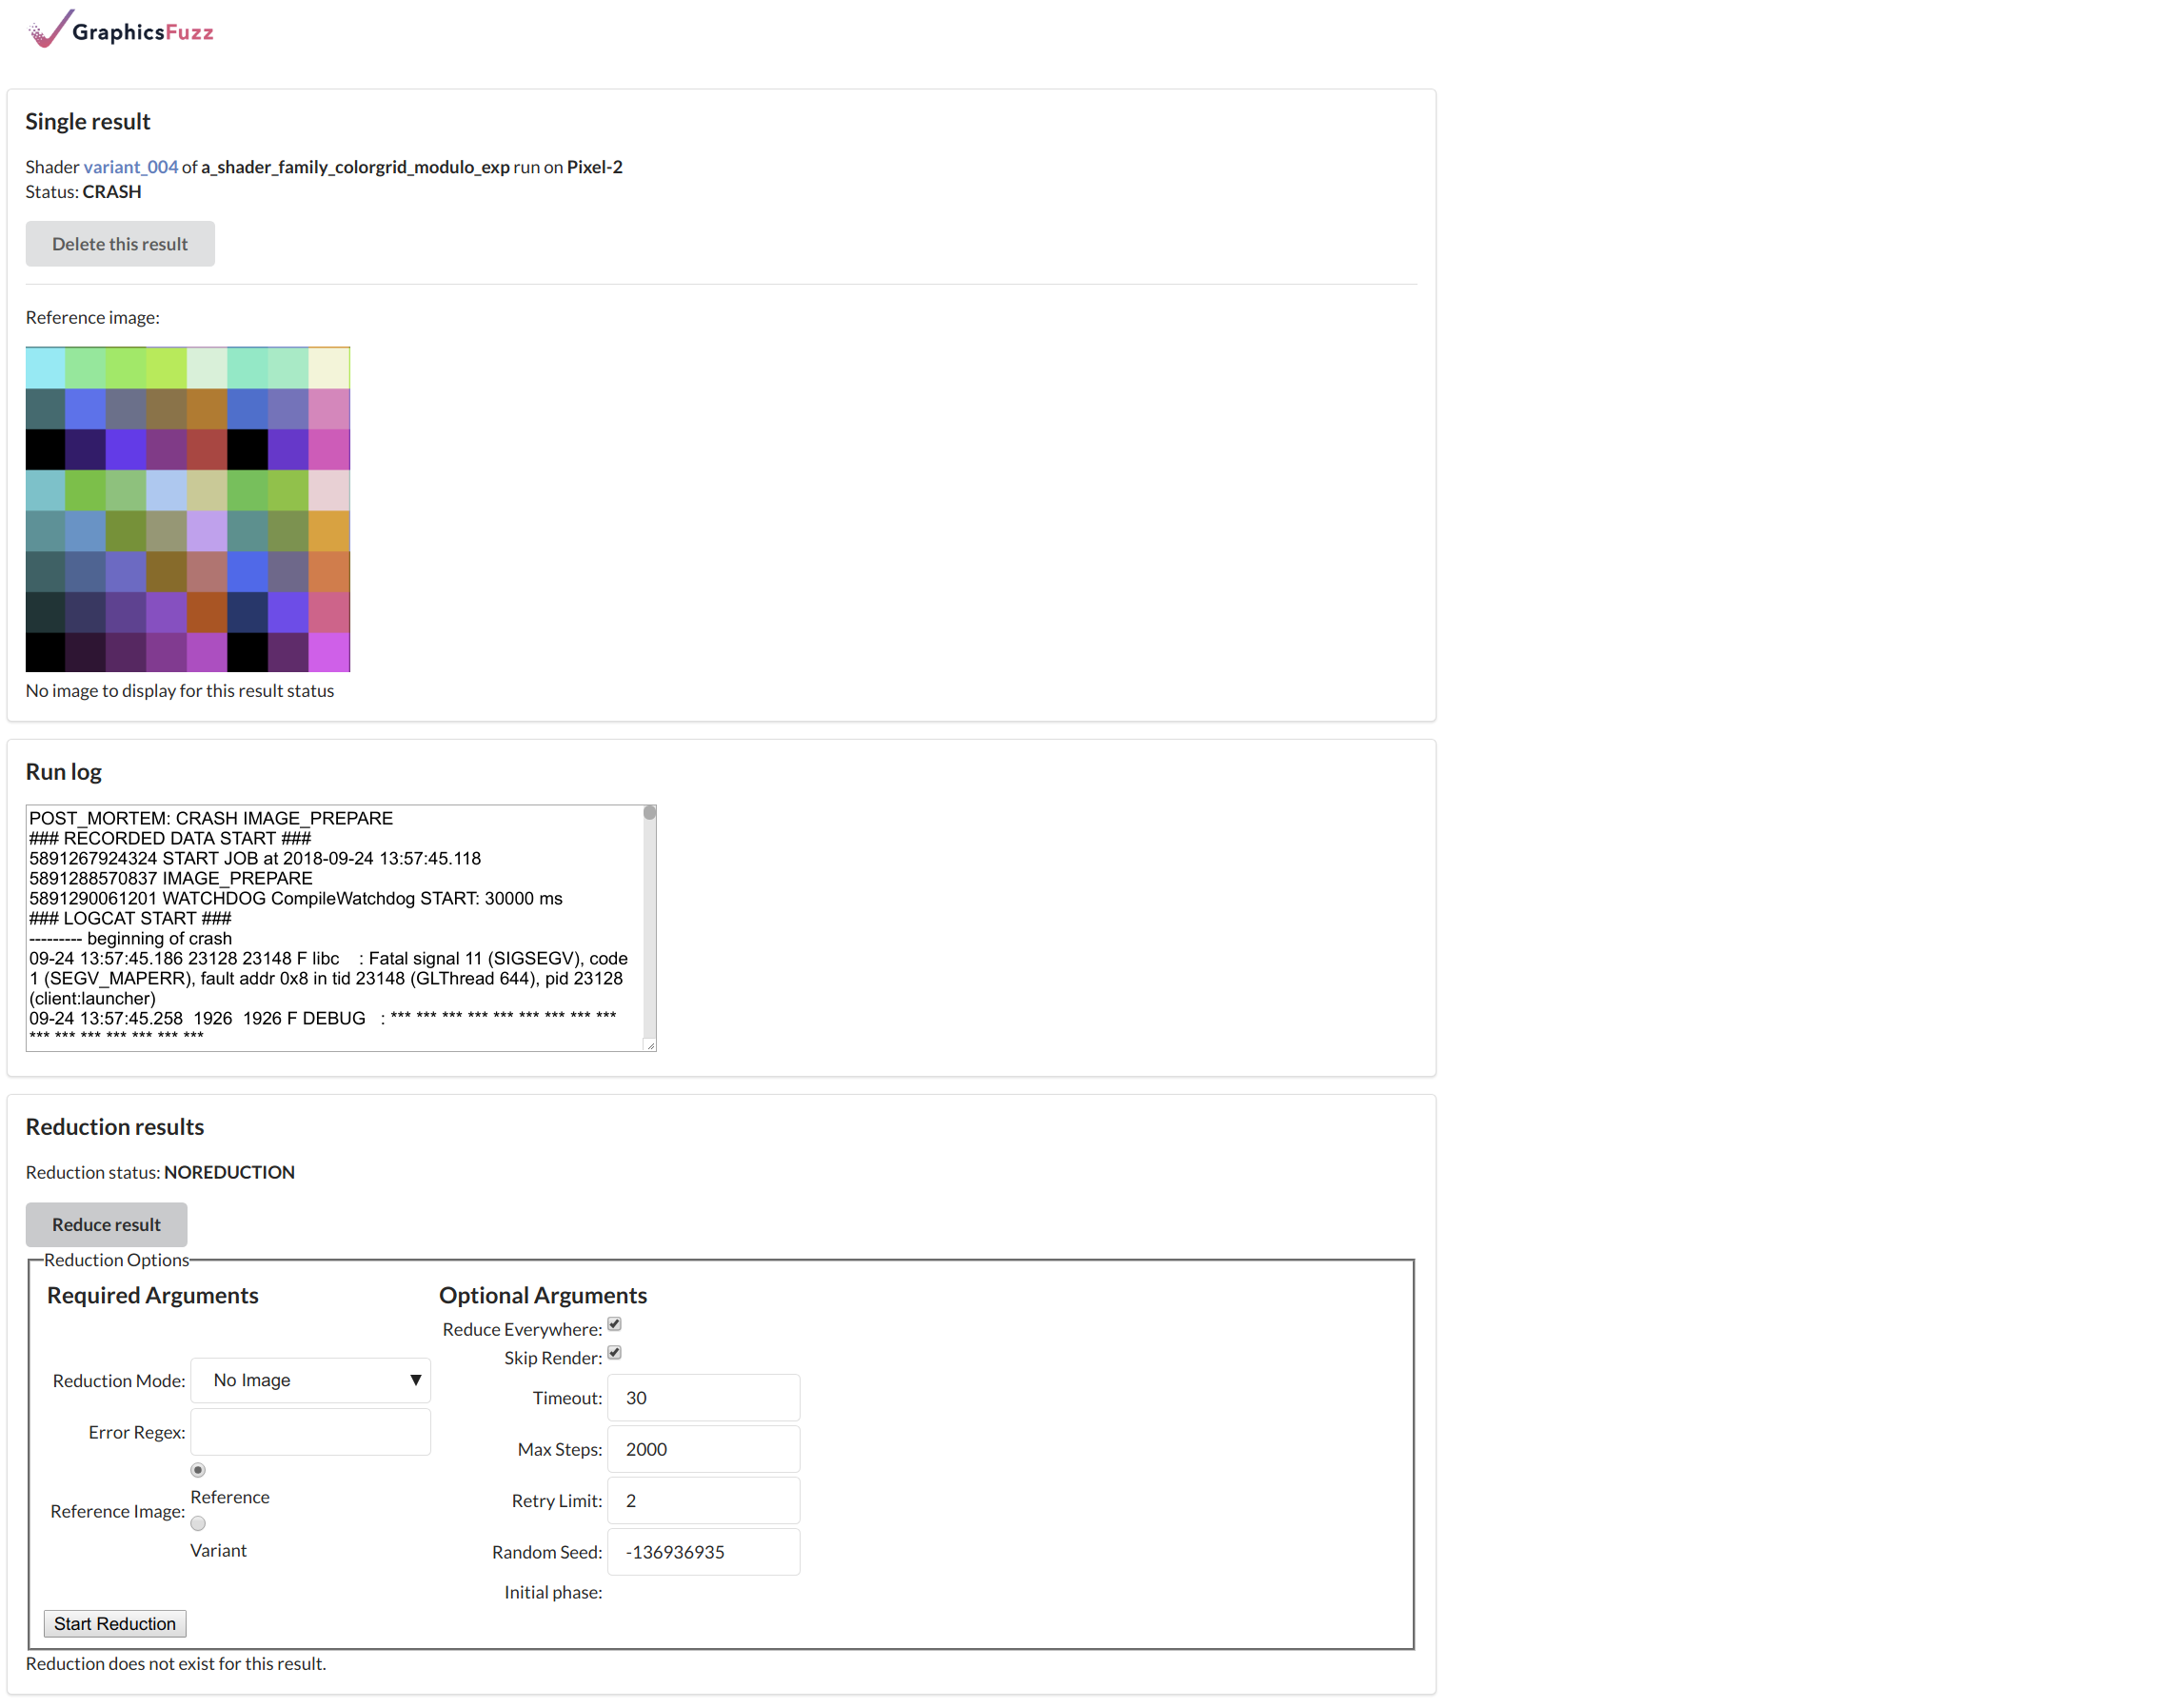 GraphicsFuzz
Single result
Shader variant_004 of a_shader_family_colorgrid_modulo_exp run on Pixel-2
Status: CRASH
Delete this result
Reference image:
No image to display for this result status
Run log
POST_MORTEM: CRASH IMAGE_PREPARE
### RECORDED DATA START ###
5891267924324 START JOB at 2018-09-24 13:57:45.118
5891288570837 IMAGE_PREPARE
5891290061201 WATCHDOG CompileWatchdog START: 30000 ms
### LOGCAT START ###
--------- beginning of crash
09-24 13:57:45.186 23128 23148 F libc    : Fatal signal 11 (SIGSEGV), code
1 (SEGV_MAPERR), fault addr 0x8 in tid 23148 (GLThread 644), pid 23128
(client:launcher)
09-24 13:57:45.258  1926  1926 F DEBUG   : *** *** *** *** *** *** *** *** ***
*** *** *** *** *** *** ***
Reduction results
Reduction status: NOREDUCTION
Reduce result
Reduction Options
Required Arguments
Reduction Mode: No Image ▼
Error Regex:
Reference Image:
Reference
Variant
Optional Arguments
Reduce Everywhere:
Skip Render:
Timeout: 30
Max Steps: 2000
Retry Limit: 2
Random Seed: -136936935
Initial phase:
Start Reduction
Reduction does not exist for this result.